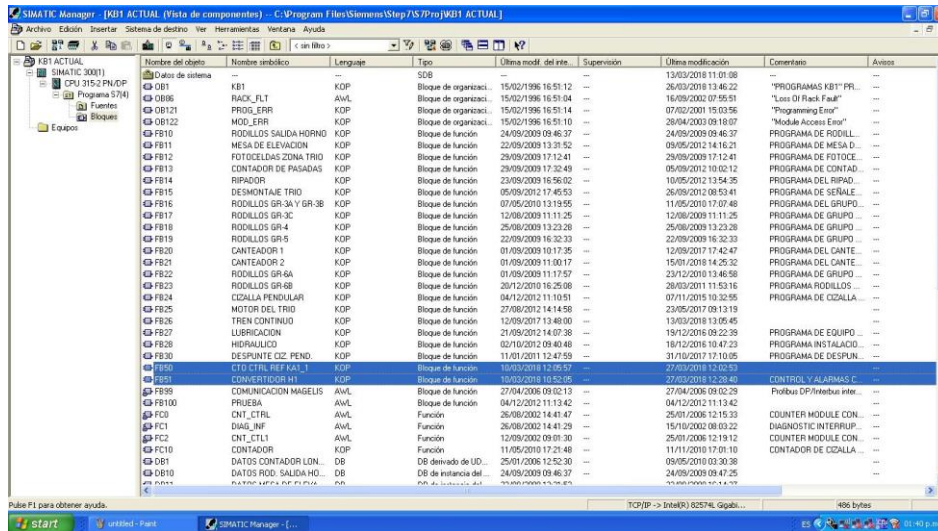 SIMATIC Manager - [KB1 ACTUAL (Vista de componentes) -- C:\Program Files\Siemens\Step7\S7Proj\KB1 ACTUAL]
Archivo Edición Insertar Sistema de destino Ver Herramientas Ventana Ayuda
< sin filtro >
KB1 ACTUAL
SIMATIC 300(1)
CPU 315-2 PN/DP
Programa S7(4)
Fuentes
Bloques
Equipos
Nombre del objeto Nombre simbólico Lenguaje Tipo Última modif. del inte... Supervisión Última modificación Comentario Avisos
Datos de sistema --- --- SDB --- --- 13/03/2018 11:01:08 --- ---
OB1 KB1 KOP Bloque de organizaci... 15/02/1996 16:51:12 --- 26/03/2018 13:46:22 "PROGRAMAS KB1" PR... ---
OB86 RACK_FLT AWL Bloque de organizaci... 15/02/1996 16:51:04 --- 16/09/2002 07:55:51 "Loss Of Rack Fault" ---
OB121 PROG_ERR KOP Bloque de organizaci... 15/02/1996 16:51:14 --- 07/02/2001 15:03:56 "Programming Error" ---
OB122 MOD_ERR KOP Bloque de organizaci... 15/02/1996 16:51:10 --- 28/04/2003 09:18:07 "Module Access Error" ---
FB10 RODILLOS SALIDA HORNO KOP Bloque de función 24/09/2009 09:46:37 --- 24/09/2009 09:46:37 PROGRAMA DE RODILL... ---
FB11 MESA DE ELEVACION KOP Bloque de función 22/09/2009 13:31:52 --- 09/05/2012 14:16:21 PROGRAMA DE MESA D... ---
FB12 FOTOCELDAS ZONA TRIO KOP Bloque de función 29/09/2009 17:12:41 --- 29/09/2009 17:12:41 PROGRAMA DE FOTOCE... ---
FB13 CONTADOR DE PASADAS KOP Bloque de función 29/09/2009 17:32:49 --- 05/09/2012 10:02:12 PROGRAMA DE CONTAD... ---
FB14 RIPADOR KOP Bloque de función 23/09/2009 16:56:02 --- 10/05/2012 13:54:35 PROGRAMA DEL RIPAD... ---
FB15 DESMONTAJE TRIO KOP Bloque de función 05/09/2012 17:45:53 --- 26/09/2012 08:53:41 PROGRAMA DE SEÑALE... ---
FB16 RODILLOS GR-3A Y GR-3B KOP Bloque de función 07/05/2010 13:19:55 --- 11/05/2010 17:07:48 PROGRAMA DEL GRUPO... ---
FB17 RODILLOS GR-3C KOP Bloque de función 12/08/2009 11:11:25 --- 12/08/2009 11:11:25 PROGRAMA DE GRUPO ... ---
FB18 RODILLOS GR-4 KOP Bloque de función 25/08/2009 13:23:28 --- 25/08/2009 13:23:28 PROGRAMA DE GRUPO ... ---
FB19 RODILLOS GR-5 KOP Bloque de función 22/09/2009 16:32:33 --- 22/09/2009 16:32:33 PROGRAMA DE GRUPO ... ---
FB20 CANTEADOR 1 KOP Bloque de función 01/09/2009 10:17:35 --- 12/09/2017 17:42:47 PROGRAMA DEL CANTE... ---
FB21 CANTEADOR 2 KOP Bloque de función 01/09/2009 11:00:17 --- 15/01/2018 14:25:32 PROGRAMA DEL CANTE... ---
FB22 RODILLOS GR-6A KOP Bloque de función 01/09/2009 11:17:57 --- 23/12/2010 13:46:58 PROGRAMA DE GRUPO ... ---
FB23 RODILLOS GR-6B KOP Bloque de función 20/12/2010 16:25:08 --- 28/03/2011 11:53:16 PROGRAMA RODILLOS ... ---
FB24 CIZALLA PENDULAR KOP Bloque de función 04/12/2012 11:10:51 --- 07/11/2015 10:32:55 PROGRAMA DE CIZALLA ... ---
FB25 MOTOR DEL TRIO KOP Bloque de función 27/08/2012 14:14:58 --- 23/05/2017 09:13:19 ---
FB26 TREN CONTINUO KOP Bloque de función 12/09/2017 13:48:00 --- 13/03/2018 13:05:45 ---
FB27 LUBRICACION KOP Bloque de función 21/09/2012 14:07:38 --- 19/12/2016 09:22:39 PROGRAMA DE EQUIPO ... ---
FB28 HIDRAULICO KOP Bloque de función 02/10/2012 09:40:48 --- 18/12/2016 10:47:23 PROGRAMA INSTALACIO... ---
FB30 DESPUNTE CIZ. PEND. KOP Bloque de función 11/01/2011 12:47:59 --- 31/10/2017 17:10:05 PROGRAMA DE DESPUN... ---
FB50 CTO CTRL REF KA1_1 KOP Bloque de función 10/03/2018 12:05:57 --- 27/03/2018 12:02:53 ---
FB51 CONVERTIDOR H1 KOP Bloque de función 10/03/2018 10:52:05 --- 27/03/2018 12:28:40 CONTROL Y ALARMAS C... ---
FB99 COMUNICACION MAGELIS AWL Bloque de función 27/04/2006 09:02:13 --- 27/04/2006 09:02:29 Profibus DP/Interbus inter... ---
FB100 PRUEBA AWL Bloque de función 04/12/2012 11:13:42 --- 04/12/2012 11:13:42 ---
FC0 CNT_CTRL AWL Función 26/08/2002 14:41:47 --- 25/01/2006 12:15:33 COUNTER MODULE CON... ---
FC1 DIAG_INF AWL Función 26/08/2002 14:41:29 --- 15/10/2002 08:03:22 DIAGNOSTIC INTERRUP... ---
FC2 CNT_CTL1 AWL Función 12/09/2002 09:01:30 --- 25/01/2006 12:19:12 COUNTER MODULE CON... ---
FC10 CONTADOR KOP Función 11/05/2010 17:21:48 --- 11/11/2010 17:01:10 CONTADOR DE CIZALLA ... ---
DB1 DATOS CONTADOR LON... DB DB derivado de UD... 25/01/2006 12:52:30 --- 09/05/2018 03:30:38 ---
DB10 DATOS ROD. SALIDA HO... DB DB de instancia del ... 24/09/2009 09:46:37 --- 24/09/2009 09:47:25 ---
Pulse F1 para obtener ayuda. TCP/IP -> Intel(R) 82574L Gigabi... 486 bytes
start untitled - Paint SIMATIC Manager - [... ES 01:40 p.m.